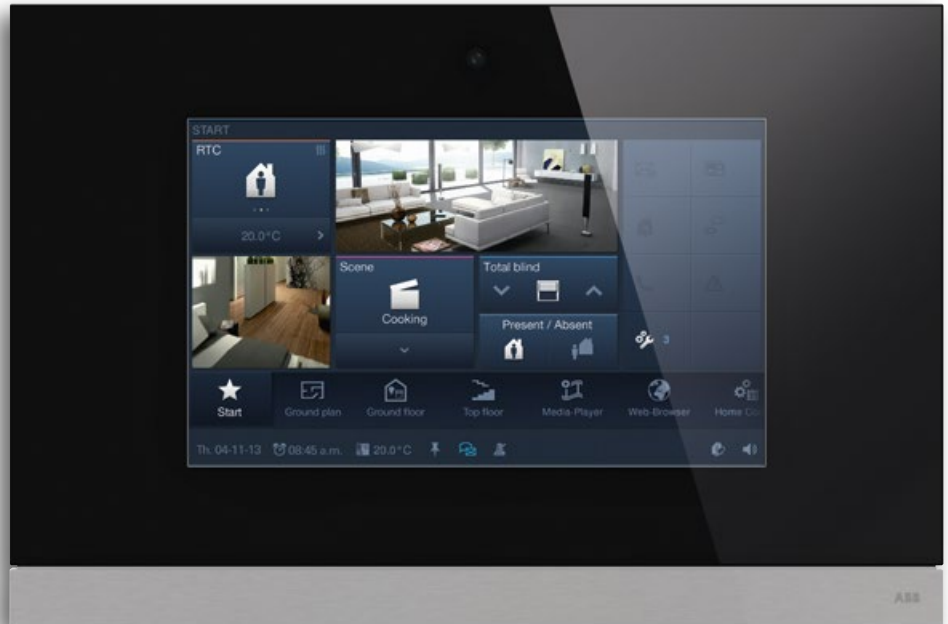 START
RTC
20.0°C
Scene
Cooking
Total blind
Present / Absent
3
Start
Ground plan
Ground floor
Top floor
Media-Player
Web-Browser
Home
Th. 04-11-13
08:45 a.m.
20.0°C
ABB